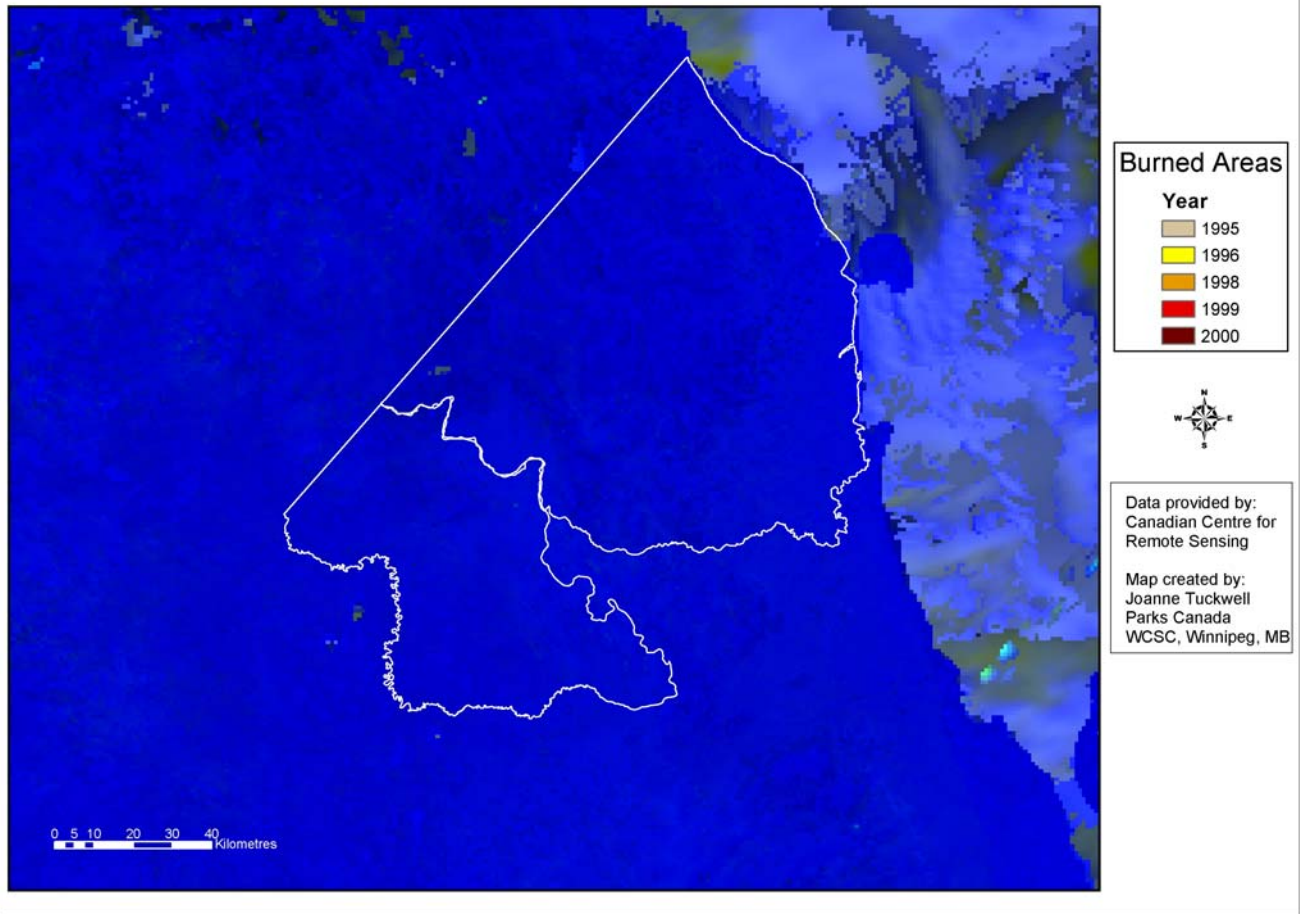 Burned Areas
Year
1995
1996
1998
1999
2000
N
W E
S
Data provided by:
Canadian Centre for
Remote Sensing
Map created by:
Joanne Tuckwell
Parks Canada
WCSC, Winnipeg, MB
0 5 10 20 30 40
Kilometres